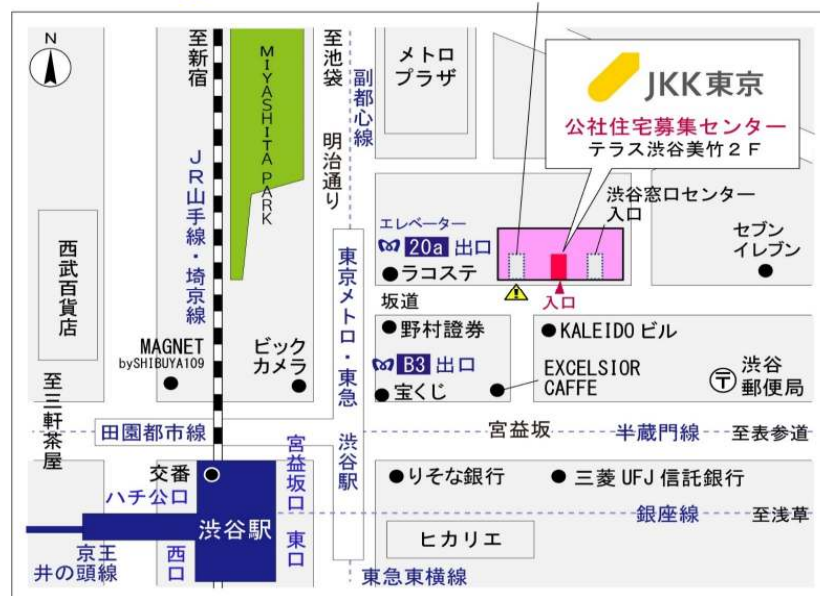 N
至新宿
MIYASHITA PARK
至池袋
副都心線
明治通り
メトロ
プラザ
JKK東京
公社住宅募集センター
テラス渋谷美竹2F
渋谷窓口センター
入口
セブン
イレブン
JR山手線・埼京線
エレベーター
20a 出口
ラコステ
入口
坂道
西武百貨店
東京メトロ・東急 渋谷駅
MAGNET
bySHIBUYA109
ビック
カメラ
野村證券
KALEIDO ビル
B3 出口
宝くじ
EXCELSIOR
CAFFE
渋谷
郵便局
至三軒茶屋
田園都市線
宮益坂
半蔵門線
至表参道
交番
ハチ公口
宮益坂口
りそな銀行
三菱 UFJ 信託銀行
渋谷駅
銀座線
至浅草
京王
井の頭線
西口
東口
ヒカリエ
東急東横線